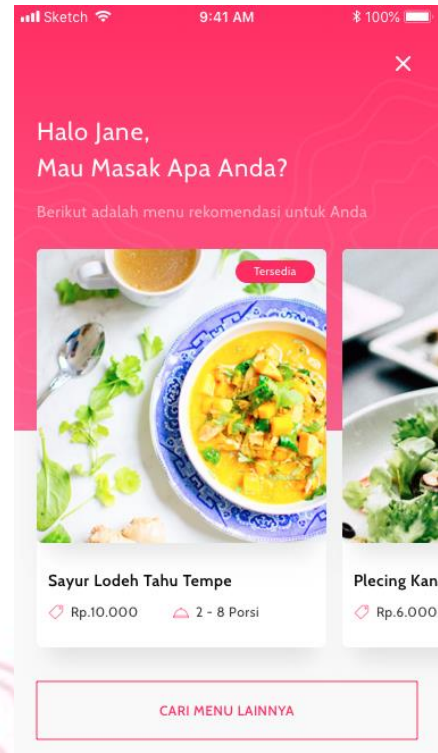 Sketch 9:41 AM 100%
Halo Jane,
Mau Masak Apa Anda?
Berikut adalah menu rekomendasi untuk Anda
Tersedia
Sayur Lodeh Tahu Tempe
Rp.10.000 2 - 8 Porsi
Plecing Kan
Rp.6.000
CARI MENU LAINNYA